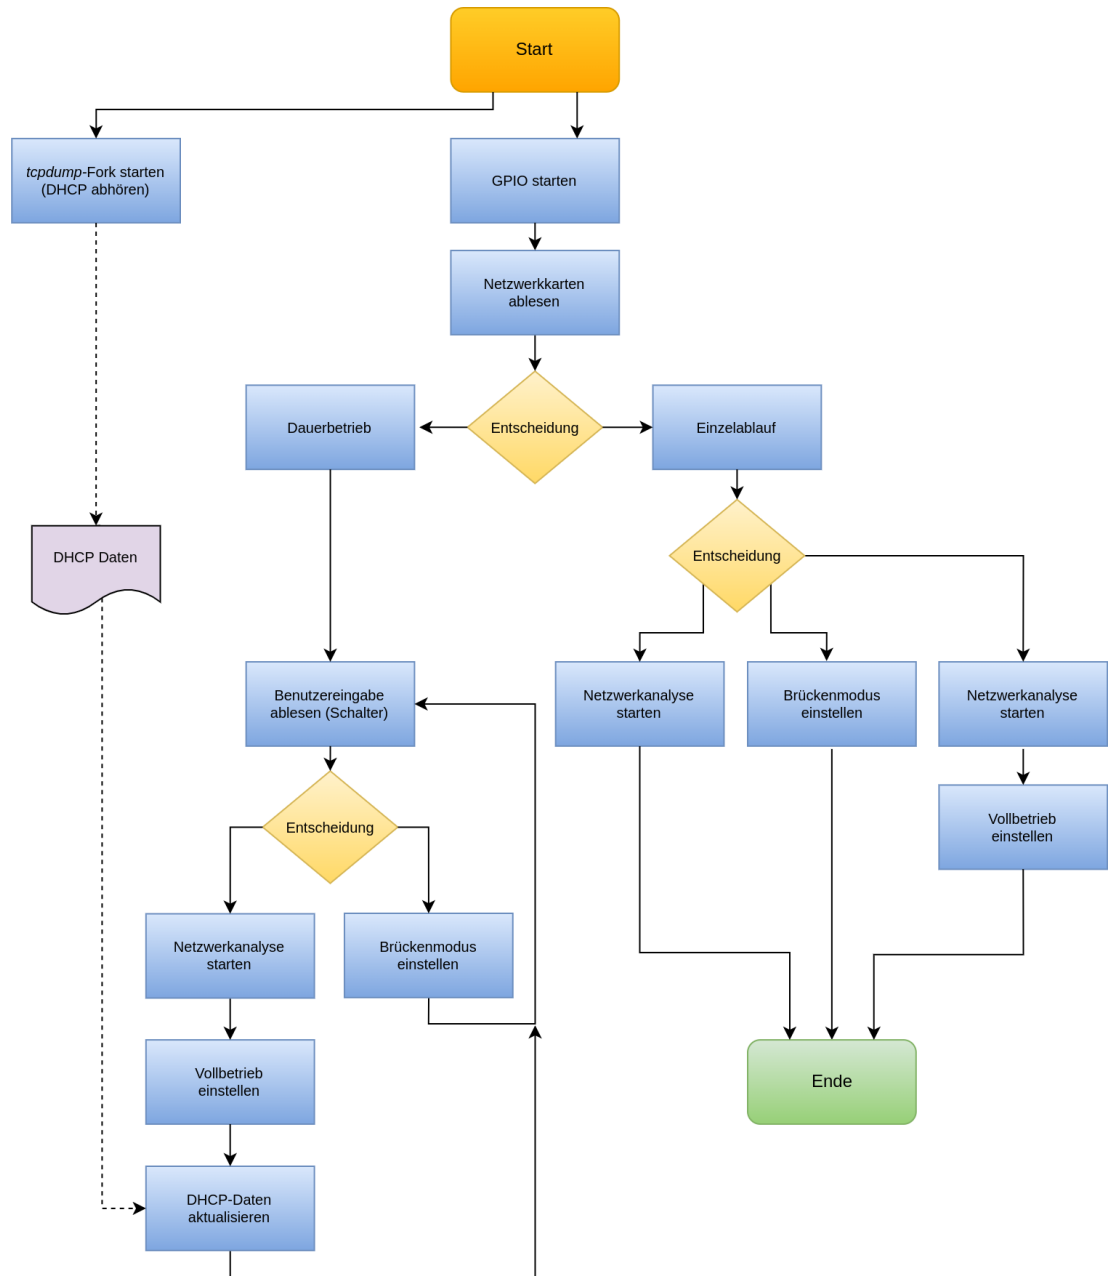 Start
tcpdump-Fork starten
(DHCP abhören)
GPIO starten
Netzwerkkarten
ablesen
Dauerbetrieb
Entscheidung
Einzelablauf
DHCP Daten
Entscheidung
Benutzereingabe
ablesen (Schalter)
Netzwerkanalyse
starten
Brückenmodus
einstellen
Netzwerkanalyse
starten
Entscheidung
Vollbetrieb
einstellen
Netzwerkanalyse
starten
Brückenmodus
einstellen
Vollbetrieb
einstellen
Ende
DHCP-Daten
aktualisieren